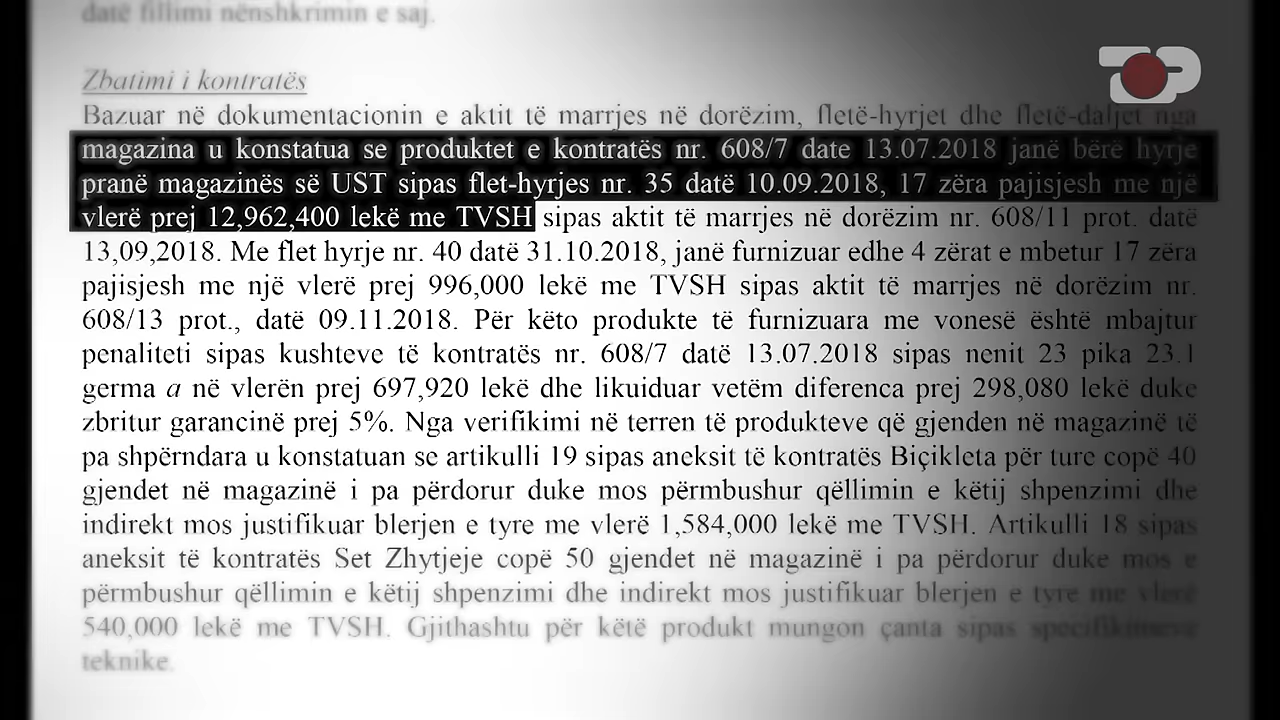 datë fillimi nënshkrimin e saj.
Zbatimi i kontratës
Bazuar në dokumentacionin e aktit të marrjes në dorëzim, fletë-hyrjet dhe fletë-daljet nga
magazina u konstatua se produktet e kontratës nr. 608/7 date 13.07.2018 janë bërë hyrje
pranë magazinës së UST sipas flet-hyrjes nr. 35 datë 10.09.2018, 17 zëra pajisjesh me një
vlerë prej 12,962,400 lekë me TVSH sipas aktit të marrjes në dorëzim nr. 608/11 prot. datë
13,09,2018. Me flet hyrje nr. 40 datë 31.10.2018, janë furnizuar edhe 4 zërat e mbetur 17 zëra
pajisjesh me një vlerë prej 996,000 lekë me TVSH sipas aktit të marrjes në dorëzim nr.
608/13 prot., datë 09.11.2018. Për këto produkte të furnizuara me vonesë është mbajtur
penaliteti sipas kushteve të kontratës nr. 608/7 datë 13.07.2018 sipas nenit 23 pika 23.1
germa a në vlerën prej 697,920 lekë dhe likuiduar vetëm diferenca prej 298,080 lekë duke
zbritur garancinë prej 5%. Nga verifikimi në terren të produkteve që gjenden në magazinë të
pa shpërndara u konstatuan se artikulli 19 sipas aneksit të kontratës Biçikleta për ture copë 40
gjendet në magazinë i pa përdorur duke mos përmbushur qëllimin e këtij shpenzimi dhe
indirekt mos justifikuar blerjen e tyre me vlerë 1,584,000 lekë me TVSH. Artikulli 18 sipas
aneksit të kontratës Set Zhytjeje copë 50 gjendet në magazinë i pa përdorur duke mos e
përmbushur qëllimin e këtij shpenzimi dhe indirekt mos justifikuar blerjen e tyre me vlerë
540,000 lekë me TVSH. Gjithashtu për këtë produkt mungon çanta sipas specifikimeve
teknike.